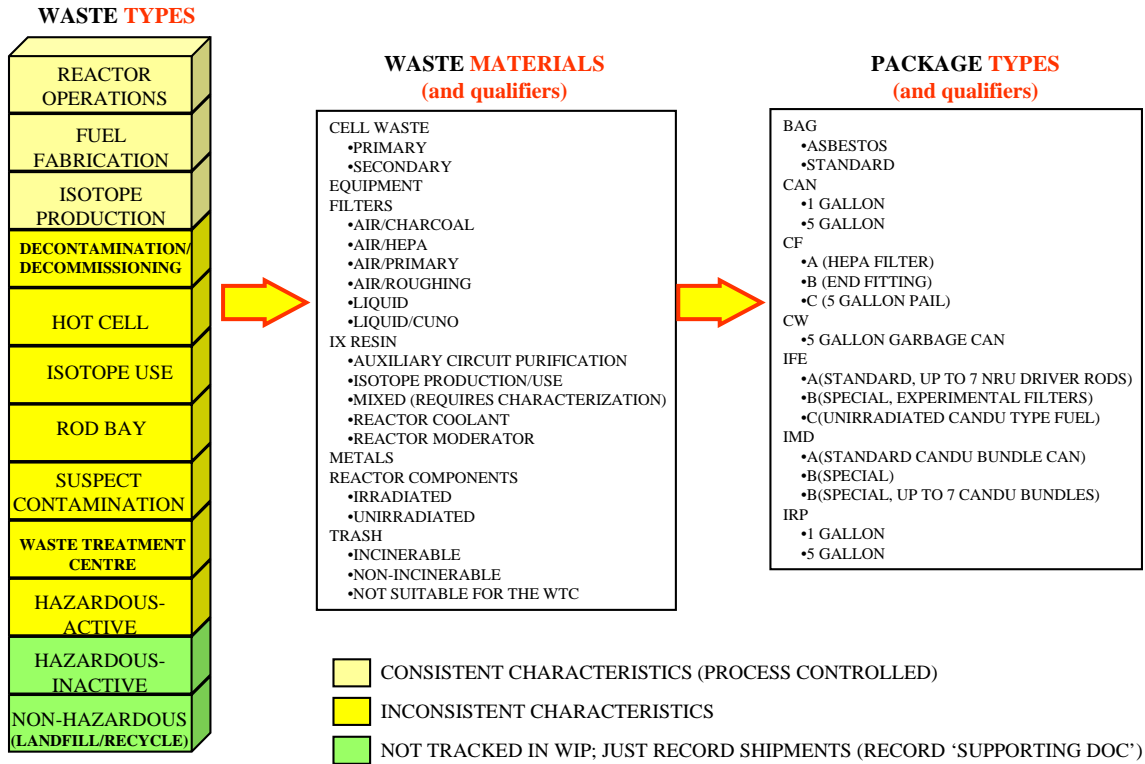 WASTE TYPES
REACTOR
OPERATIONS
FUEL
FABRICATION
ISOTOPE
PRODUCTION
DECONTAMINATION/
DECOMMISSIONING
HOT CELL
ISOTOPE USE
ROD BAY
SUSPECT
CONTAMINATION
WASTE TREATMENT
CENTRE
HAZARDOUS-
ACTIVE
HAZARDOUS-
INACTIVE
NON-HAZARDOUS
(LANDFILL/RECYCLE)
WASTE MATERIALS
(and qualifiers)
CELL WASTE
•PRIMARY
•SECONDARY
EQUIPMENT
FILTERS
•AIR/CHARCOAL
•AIR/HEPA
•AIR/PRIMARY
•AIR/ROUGHING
•LIQUID
•LIQUID/CUNO
IX RESIN
•AUXILIARY CIRCUIT PURIFICATION
•ISOTOPE PRODUCTION/USE
•MIXED (REQUIRES CHARACTERIZATION)
•REACTOR COOLANT
•REACTOR MODERATOR
METALS
REACTOR COMPONENTS
•IRRADIATED
•UNIRRADIATED
TRASH
•INCINERABLE
•NON-INCINERABLE
•NOT SUITABLE FOR THE WTC
PACKAGE TYPES
(and qualifiers)
BAG
•ASBESTOS
•STANDARD
CAN
•1 GALLON
•5 GALLON
CF
•A (HEPA FILTER)
•B (END FITTING)
•C (5 GALLON PAIL)
CW
•5 GALLON GARBAGE CAN
IFE
•A(STANDARD, UP TO 7 NRU DRIVER RODS)
•B(SPECIAL, EXPERIMENTAL FILTERS)
•C(UNIRRADIATED CANDU TYPE FUEL)
IMD
•A(STANDARD CANDU BUNDLE CAN)
•B(SPECIAL)
•B(SPECIAL, UP TO 7 CANDU BUNDLES)
IRP
•1 GALLON
•5 GALLON
CONSISTENT CHARACTERISTICS (PROCESS CONTROLLED)
INCONSISTENT CHARACTERISTICS
NOT TRACKED IN WIP; JUST RECORD SHIPMENTS (RECORD ‘SUPPORTING DOC’)